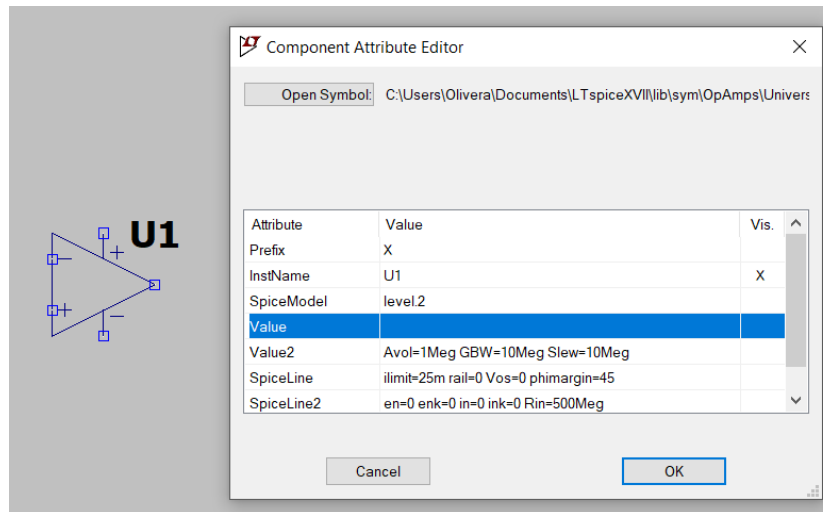 Component Attribute Editor
Open Symbol: C:\Users\Olivera\Documents\LTspiceXVII\lib\sym\OpAmps\Univers
U1
Attribute Value Vis.
Prefix X
InstName U1 X
SpiceModel level.2
Value
Value2 Avol=1Meg GBW=10Meg Slew=10Meg
SpiceLine ilimit=25m rail=0 Vos=0 phimargin=45
SpiceLine2 en=0 enk=0 in=0 ink=0 Rin=500Meg
Cancel OK